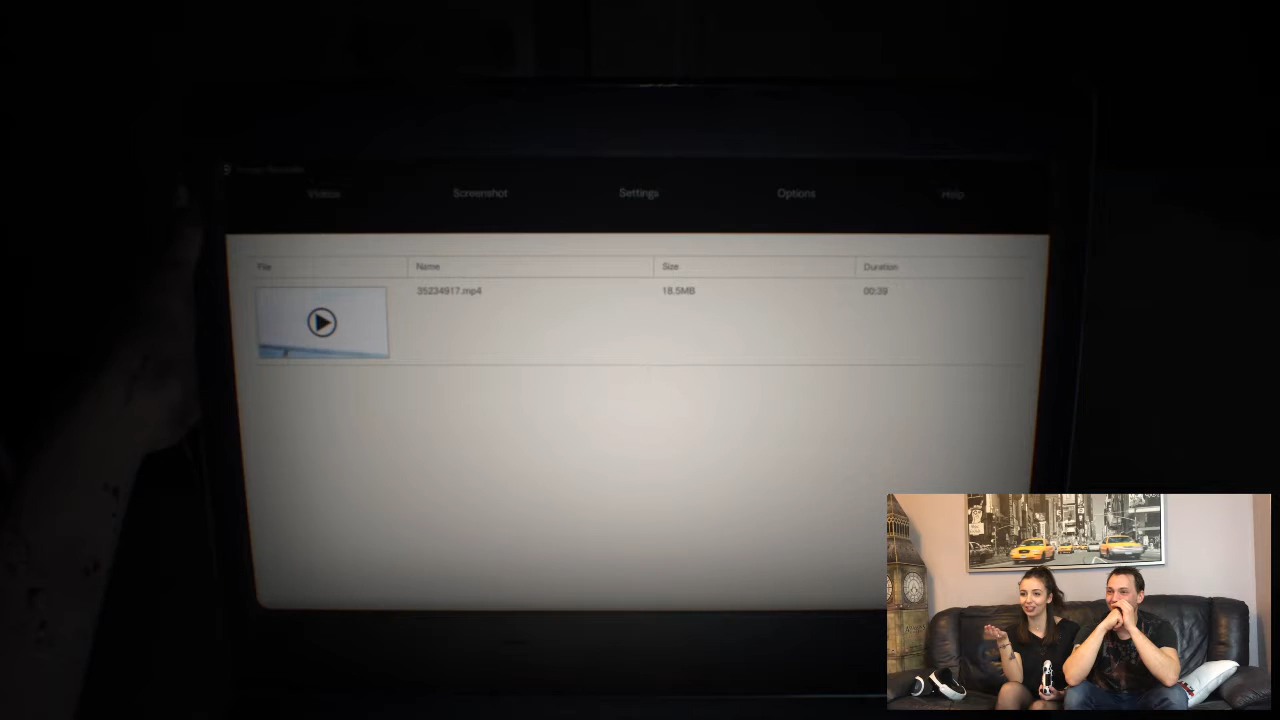 Videos Screenshot Settings Options Help
File Name Size Duration
35234917.mp4 18.5MB 00:39